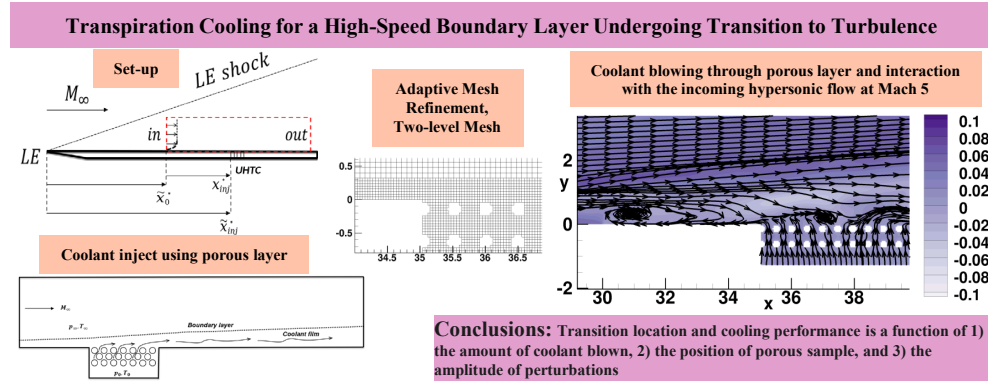 Transpiration Cooling for a High-Speed Boundary Layer Undergoing Transition to Turbulence
Set-up
LE shock
M∞
in
out
LE
UHTC
x*inj
x̃*0
x̃*inj
Adaptive Mesh
Refinement,
Two-level Mesh
0.5
0
-0.5
34.5 35 35.5 36 36.5
Coolant blowing through porous layer and interaction
with the incoming hypersonic flow at Mach 5
2
y
0
-2
30 32 34 36 38
x
0.1
0.08
0.06
0.04
0.02
0
-0.02
-0.04
-0.06
-0.08
-0.1
Coolant inject using porous layer
M∞
p∞, T∞
Boundary layer
Coolant film
p0, T0
Conclusions: Transition location and cooling performance is a function of 1)
the amount of coolant blown, 2) the position of porous sample, and 3) the
amplitude of perturbations